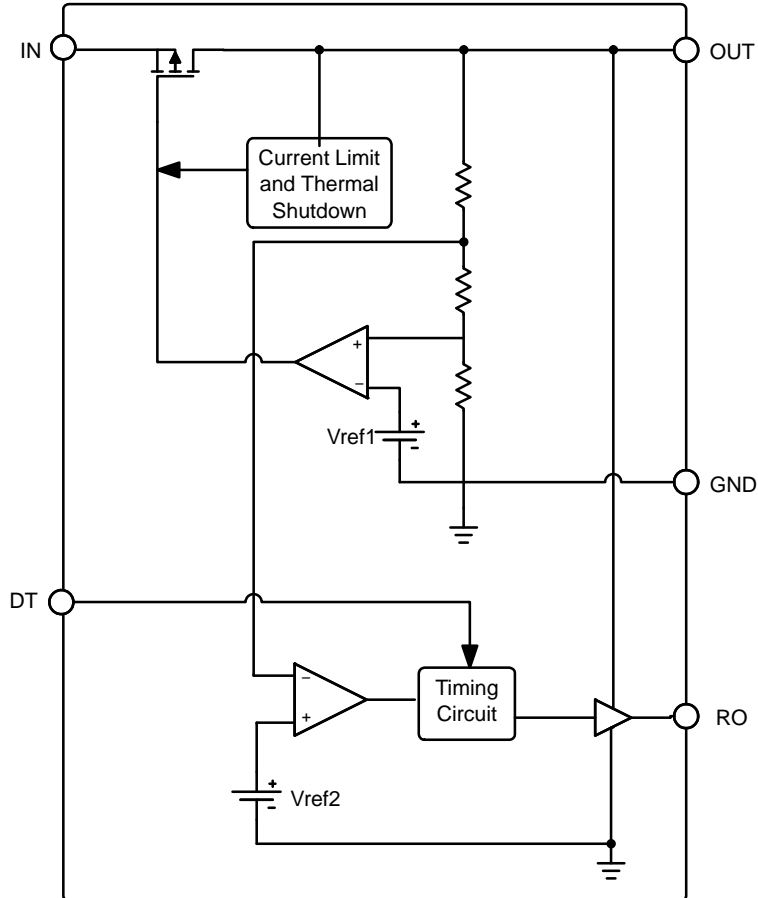 IN
OUT
Current Limit
and Thermal
Shutdown
+
−
Vref1
+
-
GND
DT
−
+
Timing
Circuit
RO
Vref2
+
-